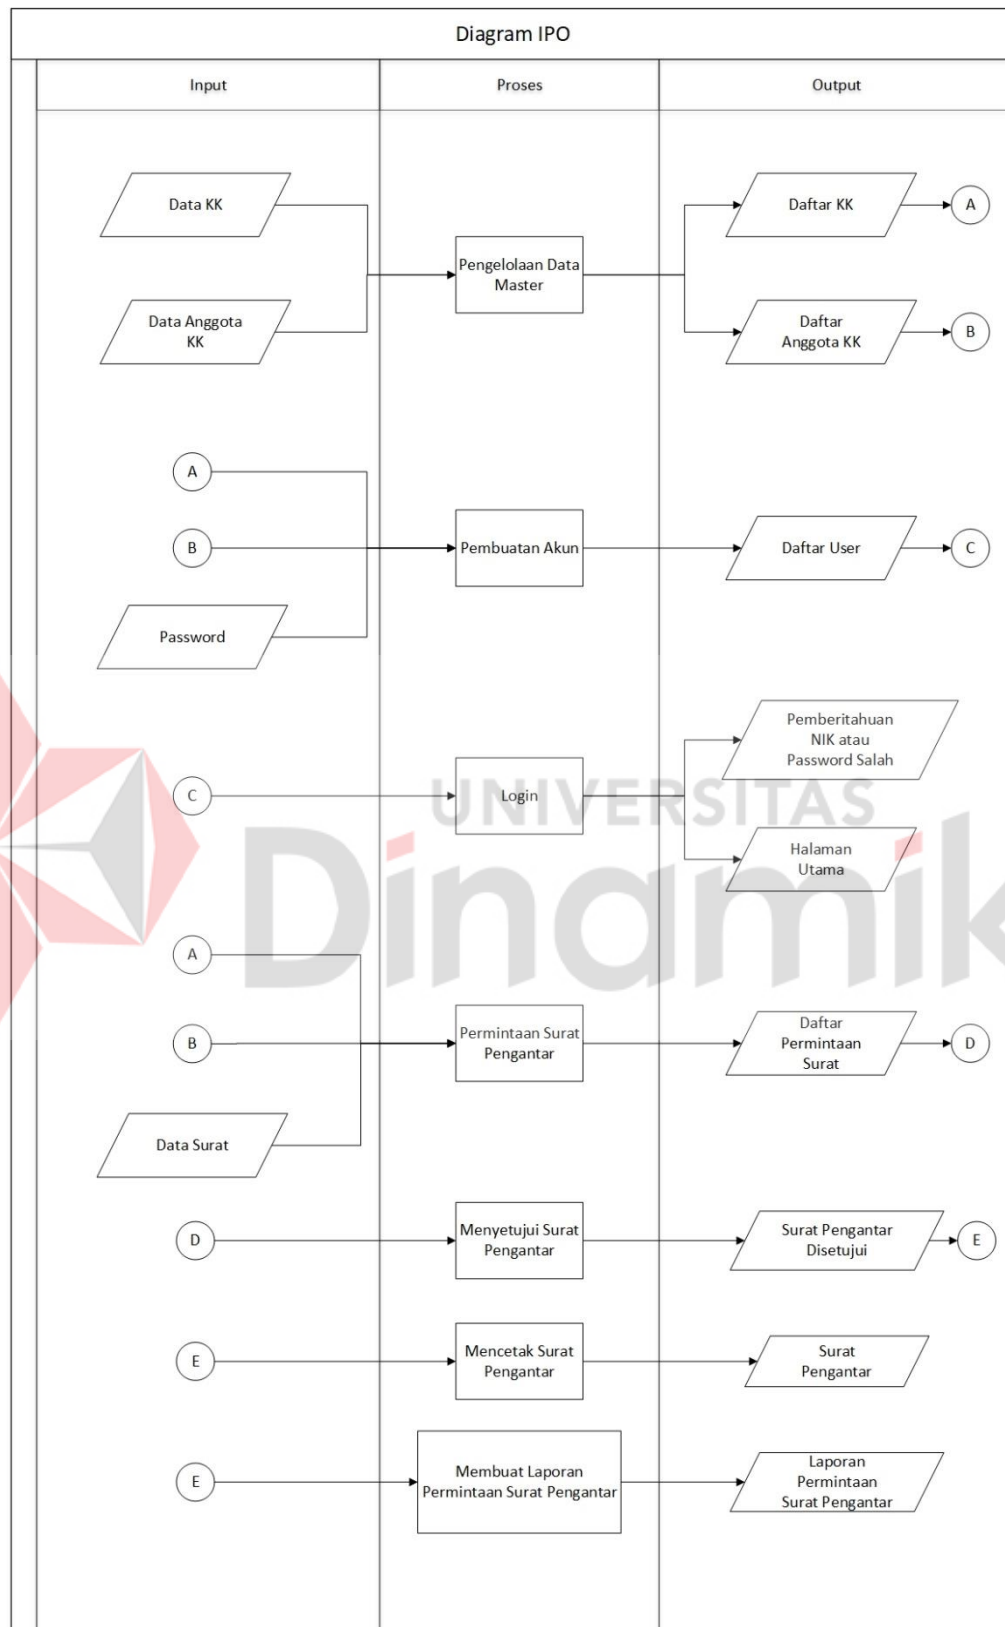 Diagram IPO
Input
Proses
Output
Data KK
Daftar KK
A
Pengelolaan Data
Master
Data Anggota
KK
Daftar
Anggota KK
B
A
B
Pembuatan Akun
Daftar User
C
Password
Pemberitahuan
NIK atau
Password Salah
C
Login
UNIVERSITAS
Dinamika
Halaman
Utama
A
B
Permintaan Surat
Pengantar
Daftar
Permintaan
Surat
D
Data Surat
D
Menyetujui Surat
Pengantar
Surat Pengantar
Disetujui
E
E
Mencetak Surat
Pengantar
Surat
Pengantar
E
Membuat Laporan
Permintaan Surat Pengantar
Laporan
Permintaan
Surat Pengantar